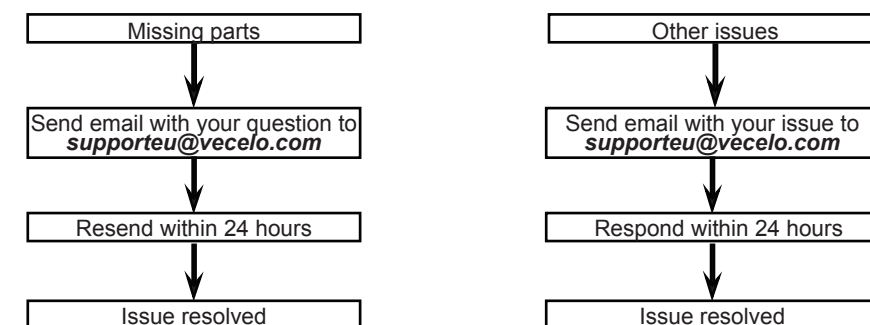 Missing parts
Send email with your question to
supporteu@vecelo.com
Resend within 24 hours
Issue resolved
Other issues
Send email with your issue to
supporteu@vecelo.com
Respond within 24 hours
Issue resolved